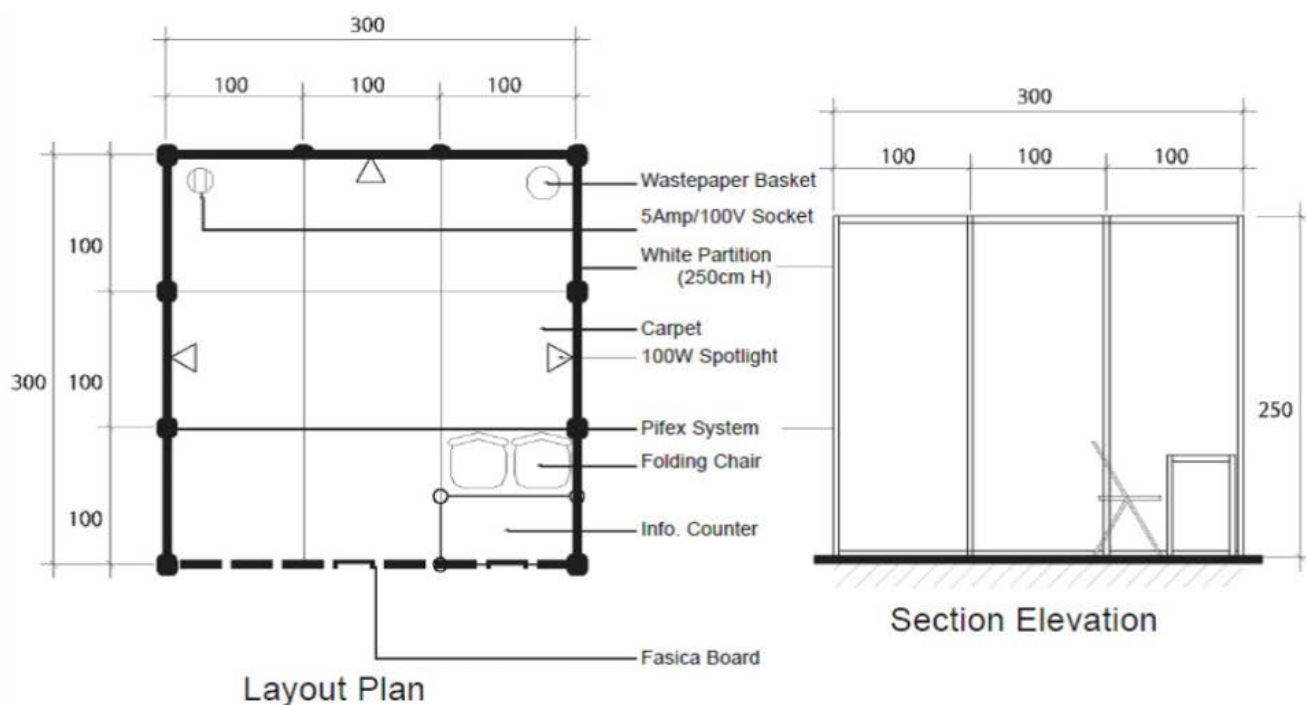 300
100 100 100
300
100
100
100
Wastepaper Basket
5Amp/100V Socket
White Partition
(250cm H)
Carpet
100W Spotlight
Pifex System
Folding Chair
Info. Counter
Fasica Board
Layout Plan
300
100 100 100
250
Section Elevation